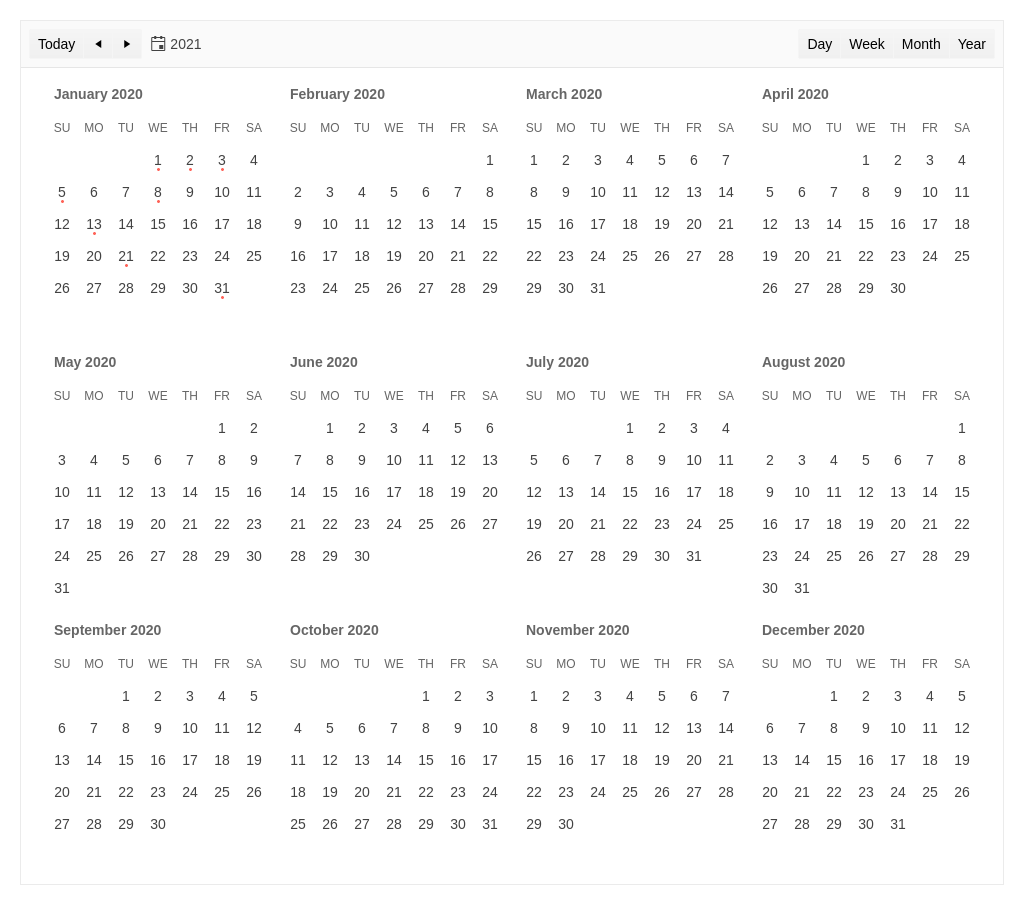 Today 2021 Day Week Month Year
January 2020 February 2020 March 2020 April 2020
SU MO TU WE TH FR SA SU MO TU WE TH FR SA SU MO TU WE TH FR SA SU MO TU WE TH FR SA
1 2 3 4 1 1 2 3 4 5 6 7 1 2 3 4
5 6 7 8 9 10 11 2 3 4 5 6 7 8 8 9 10 11 12 13 14 5 6 7 8 9 10 11
12 13 14 15 16 17 18 9 10 11 12 13 14 15 15 16 17 18 19 20 21 12 13 14 15 16 17 18
19 20 21 22 23 24 25 16 17 18 19 20 21 22 22 23 24 25 26 27 28 19 20 21 22 23 24 25
26 27 28 29 30 31 23 24 25 26 27 28 29 29 30 31 26 27 28 29 30
May 2020 June 2020 July 2020 August 2020
SU MO TU WE TH FR SA SU MO TU WE TH FR SA SU MO TU WE TH FR SA SU MO TU WE TH FR SA
1 2 1 2 3 4 5 6 1 2 3 4 1
3 4 5 6 7 8 9 7 8 9 10 11 12 13 5 6 7 8 9 10 11 2 3 4 5 6 7 8
10 11 12 13 14 15 16 14 15 16 17 18 19 20 12 13 14 15 16 17 18 9 10 11 12 13 14 15
17 18 19 20 21 22 23 21 22 23 24 25 26 27 19 20 21 22 23 24 25 16 17 18 19 20 21 22
24 25 26 27 28 29 30 28 29 30 26 27 28 29 30 31 23 24 25 26 27 28 29
31 30 31
September 2020 October 2020 November 2020 December 2020
SU MO TU WE TH FR SA SU MO TU WE TH FR SA SU MO TU WE TH FR SA SU MO TU WE TH FR SA
1 2 3 4 5 1 2 3 1 2 3 4 5 6 7 1 2 3 4 5
6 7 8 9 10 11 12 4 5 6 7 8 9 10 8 9 10 11 12 13 14 6 7 8 9 10 11 12
13 14 15 16 17 18 19 11 12 13 14 15 16 17 15 16 17 18 19 20 21 13 14 15 16 17 18 19
20 21 22 23 24 25 26 18 19 20 21 22 23 24 22 23 24 25 26 27 28 20 21 22 23 24 25 26
27 28 29 30 25 26 27 28 29 30 31 29 30 27 28 29 30 31